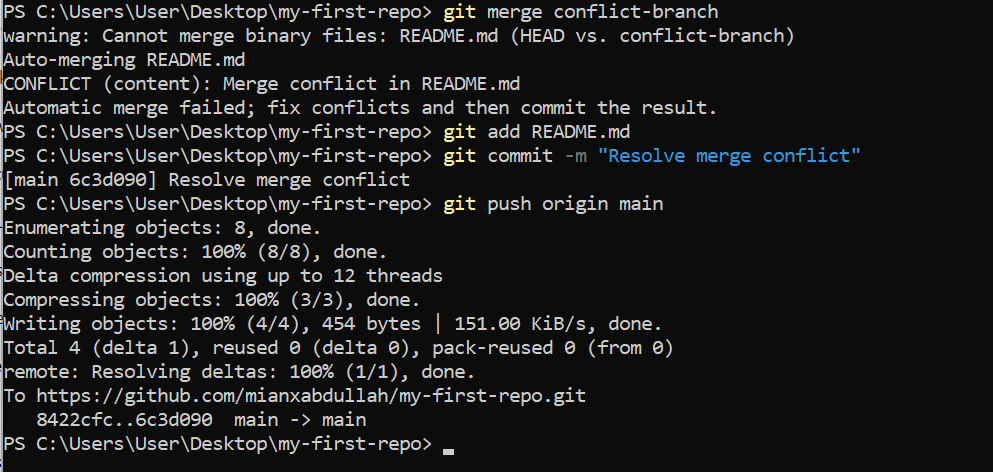 PS C:\Users\User\Desktop\my-first-repo> git merge conflict-branch
warning: Cannot merge binary files: README.md (HEAD vs. conflict-branch)
Auto-merging README.md
CONFLICT (content): Merge conflict in README.md
Automatic merge failed; fix conflicts and then commit the result.
PS C:\Users\User\Desktop\my-first-repo> git add README.md
PS C:\Users\User\Desktop\my-first-repo> git commit -m "Resolve merge conflict"
[main 6c3d090] Resolve merge conflict
PS C:\Users\User\Desktop\my-first-repo> git push origin main
Enumerating objects: 8, done.
Counting objects: 100% (8/8), done.
Delta compression using up to 12 threads
Compressing objects: 100% (3/3), done.
Writing objects: 100% (4/4), 454 bytes | 151.00 KiB/s, done.
Total 4 (delta 1), reused 0 (delta 0), pack-reused 0 (from 0)
remote: Resolving deltas: 100% (1/1), done.
To https://github.com/mianxabdullah/my-first-repo.git
   8422cfc..6c3d090  main -> main
PS C:\Users\User\Desktop\my-first-repo>